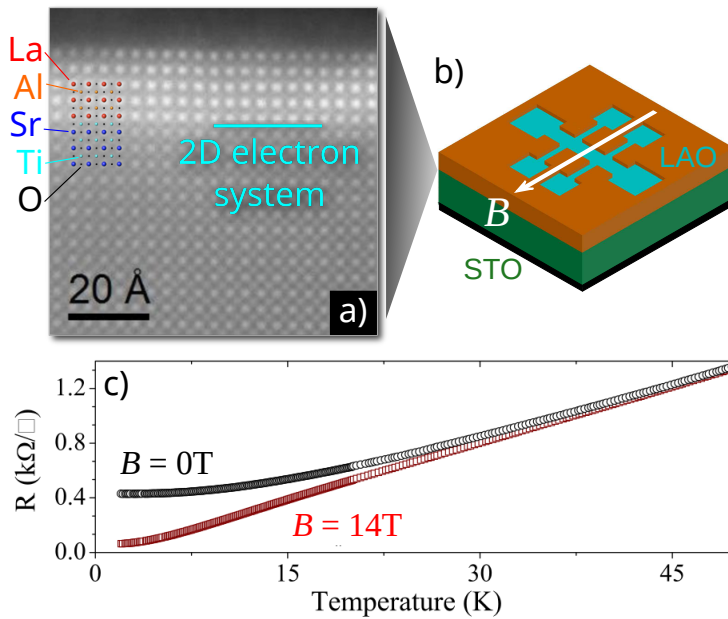 La
Al
Sr
Ti
O
2D electron
system
20 Å
a)
b)
LAO
B
STO
c)
R (kΩ/□)
1.2
0.8
0.4
0.0
B = 0T
B = 14T
0
15
30
45
Temperature (K)